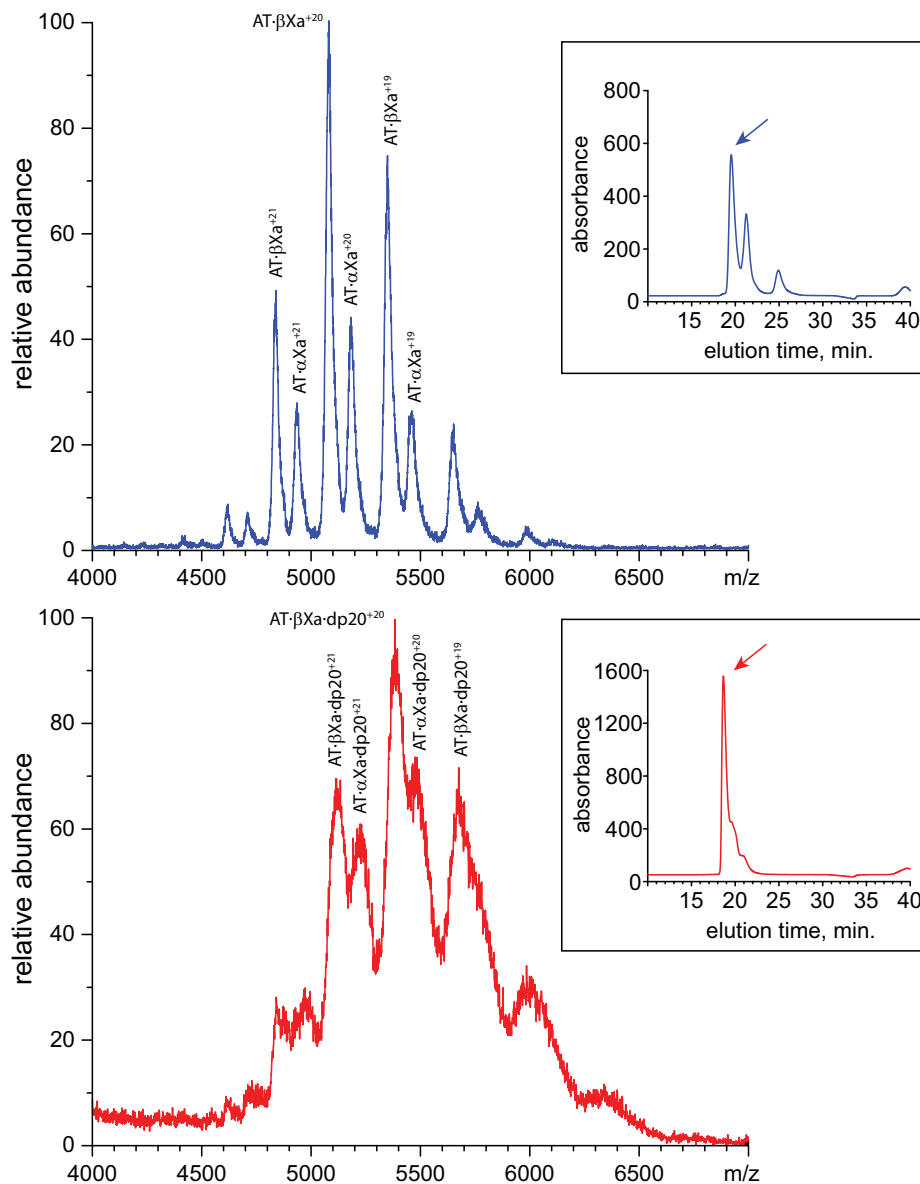 AT·βXa⁺²⁰
AT·βXa⁺¹⁹
AT·βXa⁺²¹
AT·αXa⁺²⁰
AT·αXa⁺²¹
AT·αXa⁺¹⁹
relative abundance
100
80
60
40
20
0
4000 4500 5000 5500 6000 6500 m/z
absorbance
800
600
400
200
0
15 20 25 30 35 40
elution time, min.
AT·βXa·dp20⁺²⁰
AT·βXa·dp20⁺²¹
AT·αXa·dp20⁺²¹
AT·αXa·dp20⁺²⁰
AT·βXa·dp20⁺¹⁹
relative abundance
100
80
60
40
20
0
4000 4500 5000 5500 6000 6500 m/z
absorbance
1600
1200
800
400
0
15 20 25 30 35 40
elution time, min.